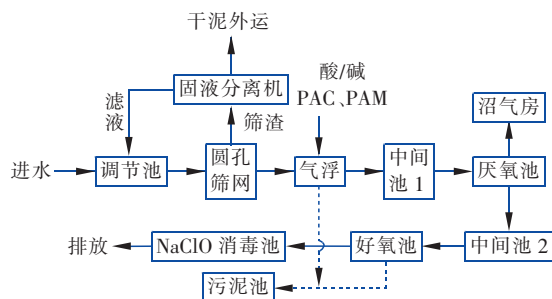 干泥外运
固液分离机
滤液
筛渣
酸/碱
PAC、PAM
沼气房
进水
调节池
圆孔
筛网
气浮
中间
池 1
厌氧池
排放
NaClO 消毒池
好氧池
中间池 2
污泥池